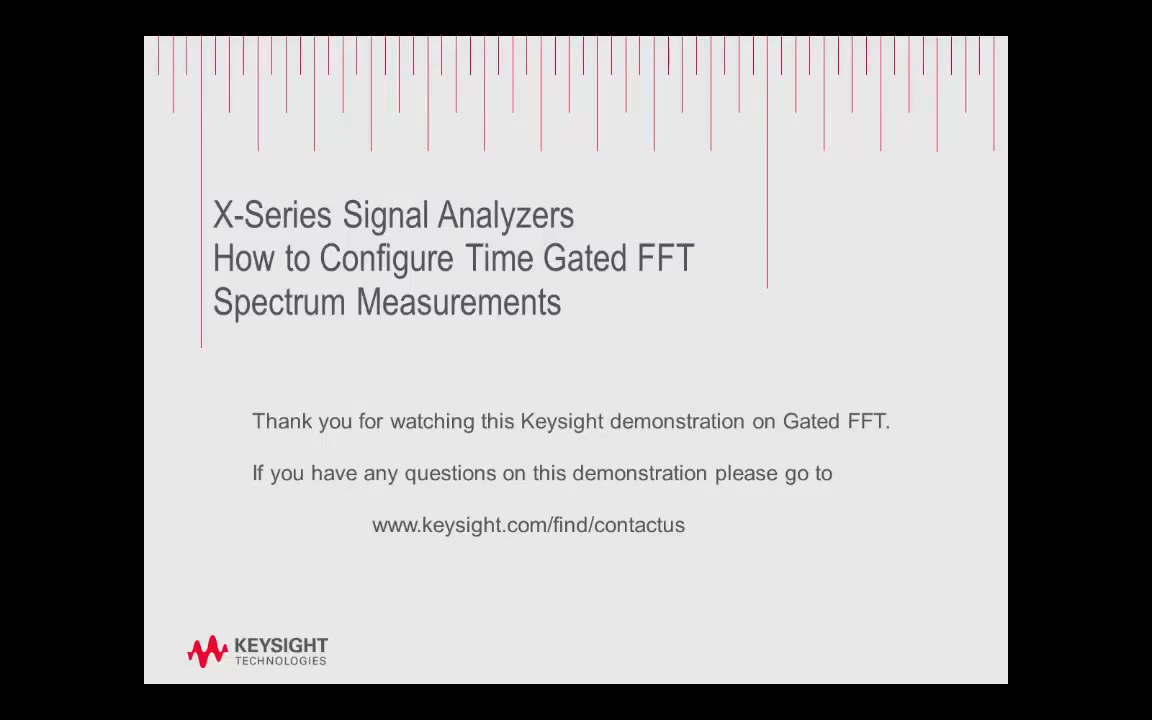 X-Series Signal Analyzers
How to Configure Time Gated FFT
Spectrum Measurements
Thank you for watching this Keysight demonstration on Gated FFT.
If you have any questions on this demonstration please go to
www.keysight.com/find/contactus
KEYSIGHT
TECHNOLOGIES